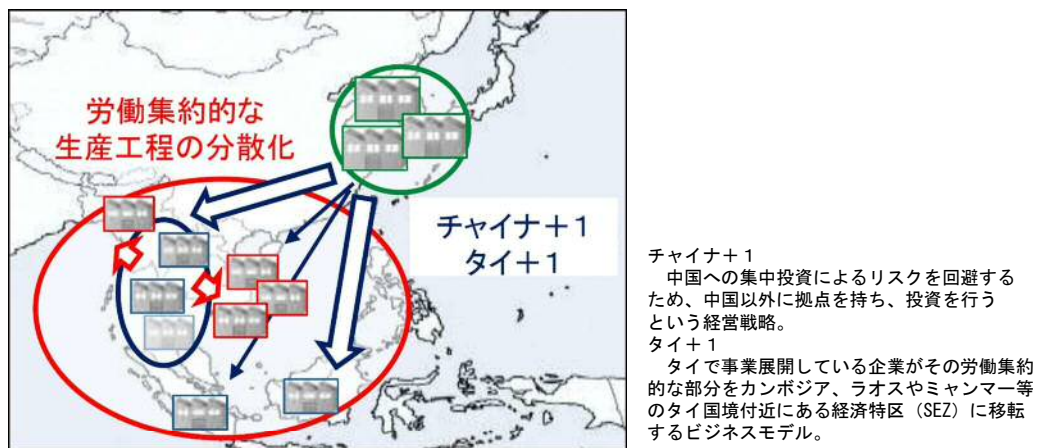 労働集約的な
生産工程の分散化
チャイナ＋１
タイ＋１
チャイナ＋１
　中国への集中投資によるリスクを回避する
ため、中国以外に拠点を持ち、投資を行う
という経営戦略。
タイ＋１
　タイで事業展開している企業がその労働集約
的な部分をカンボジア、ラオスやミャンマー等
のタイ国境付近にある経済特区（SEZ）に移転
するビジネスモデル。